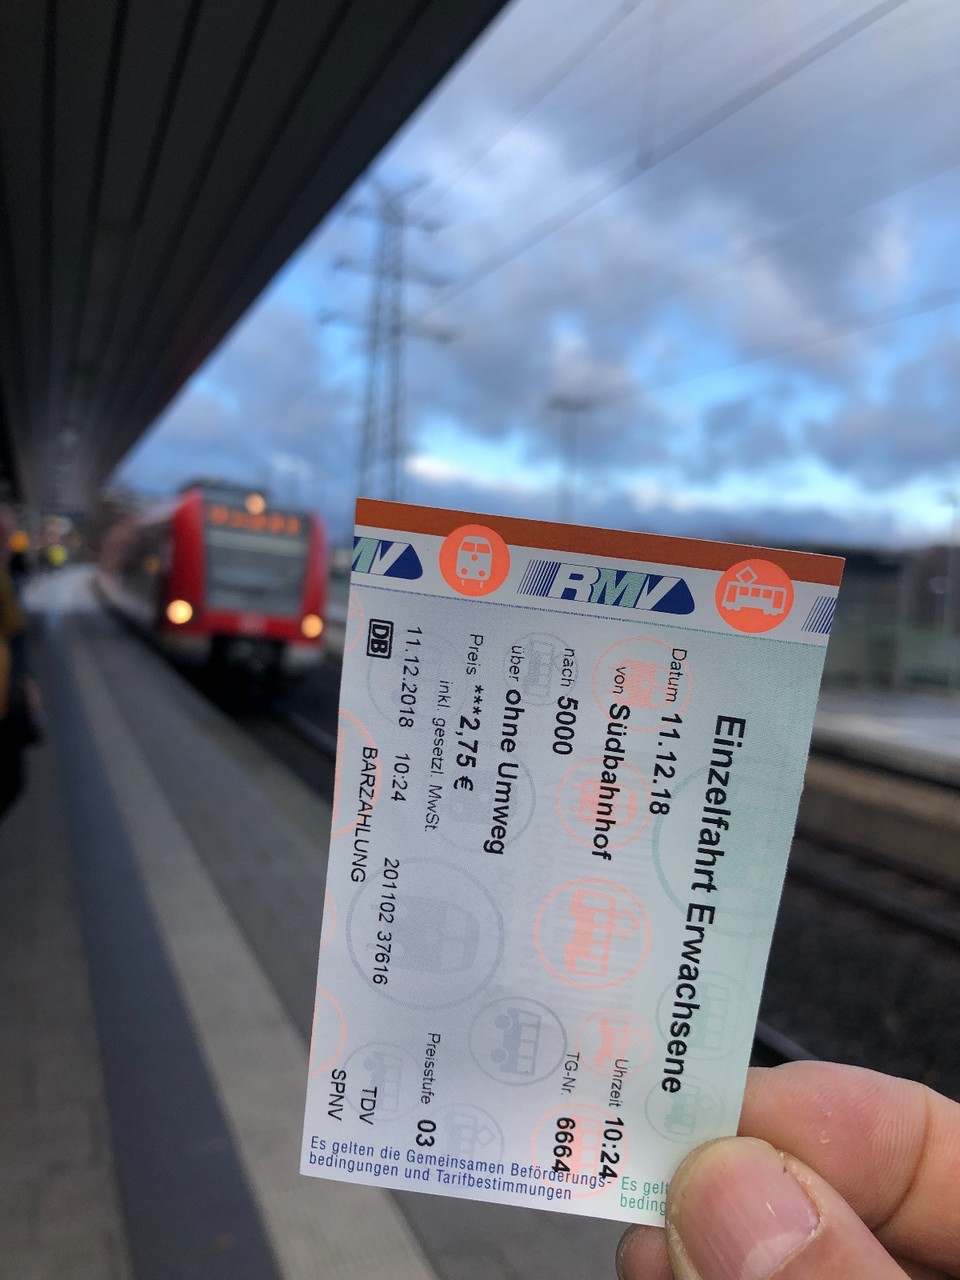 RMV
Einzelfahrt Erwachsene
Datum 11.12.18 Uhrzeit 10:24
von Südbahnhof
nach 5000 TG-Nr. 6664
über ohne Umweg
Preis ***2,75 € Preisstufe 03
inkl. gesetzl. MwSt.
11.12.2018 10:24 201102 37616 TDV
DB BARZAHLUNG SPNV
Es gelten die Gemeinsamen Beförderungs-
bedingungen und Tarifbestimmungen